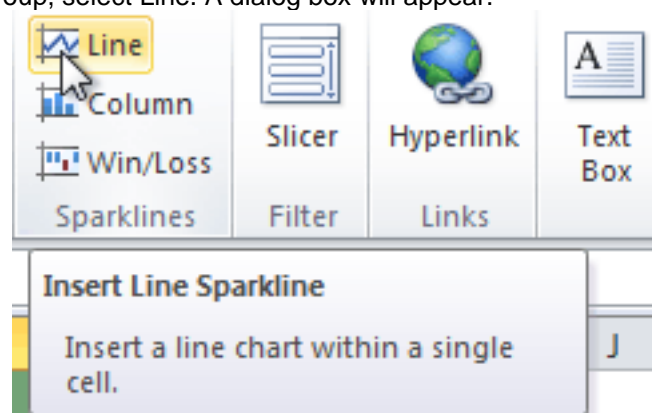 oup, select Line. A dialog box will appear.
Line
Column
Win/Loss
Sparklines
Slicer
Filter
Hyperlink
Links
A
Text
Box
Insert Line Sparkline
Insert a line chart within a single
cell.
J